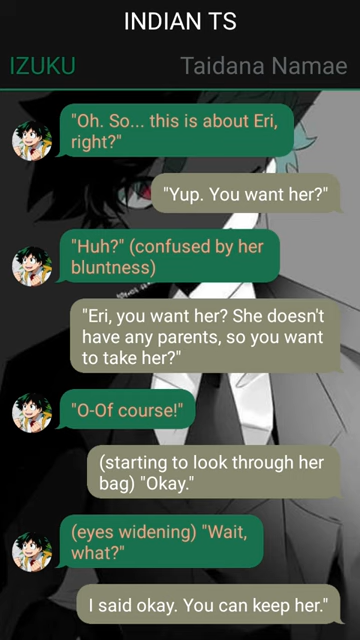 INDIAN TS
IZUKU
Taidana Namae
"Oh. So... this is about Eri,
right?"
"Yup. You want her?"
"Huh?" (confused by her
bluntness)
"Eri, you want her? She doesn't
have any parents, so you want
to take her?"
"O-Of course!"
(starting to look through her
bag) "Okay."
(eyes widening) "Wait,
what?"
I said okay. You can keep her."